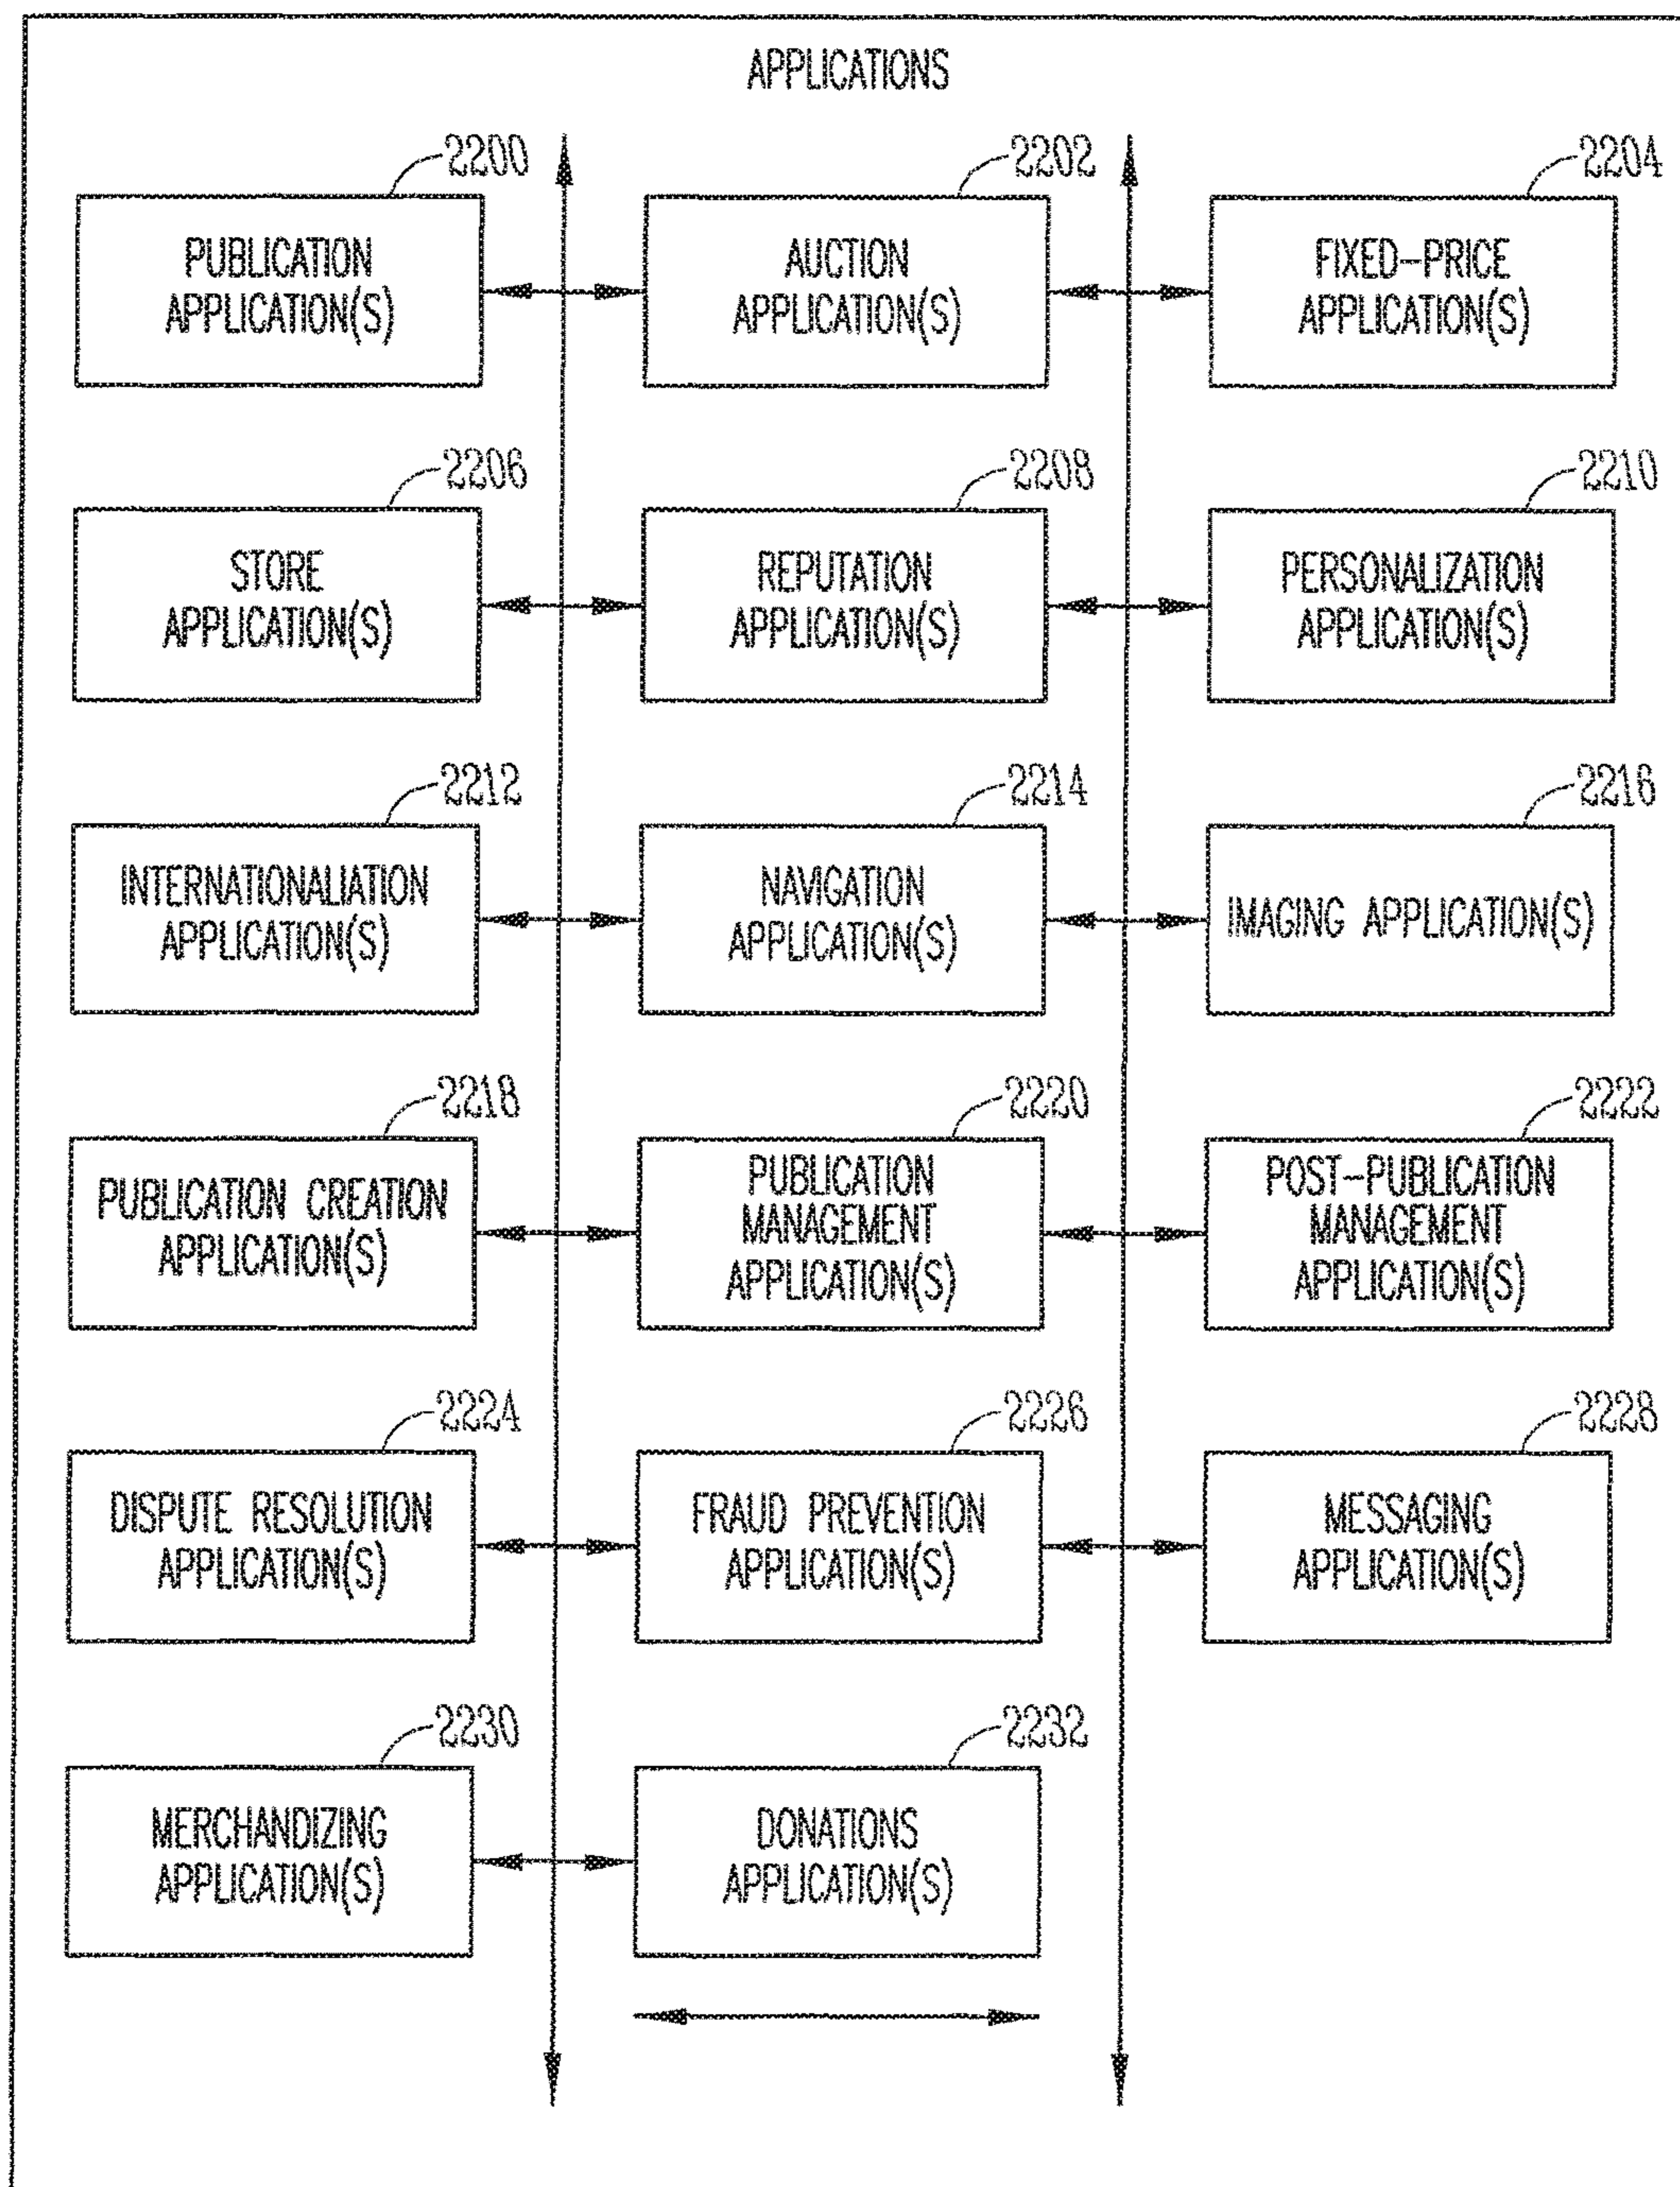 APPLICATIONS
2200
PUBLICATION
APPLICATION(S)
2202
AUCTION
APPLICATION(S)
2204
FIXED-PRICE
APPLICATION(S)
2206
STORE
APPLICATION(S)
2208
REPUTATION
APPLICATION(S)
2210
PERSONALIZATION
APPLICATION(S)
2212
INTERNATIONALIATION
APPLICATION(S)
2214
NAVIGATION
APPLICATION(S)
2216
IMAGING APPLICATION(S)
2218
PUBLICATION CREATION
APPLICATION(S)
2220
PUBLICATION
MANAGEMENT
APPLICATION(S)
2222
POST-PUBLICATION
MANAGEMENT
APPLICATION(S)
2224
DISPUTE RESOLUTION
APPLICATION(S)
2226
FRAUD PREVENTION
APPLICATION(S)
2228
MESSAGING
APPLICATION(S)
2230
MERCHANDIZING
APPLICATION(S)
2232
DONATIONS
APPLICATION(S)